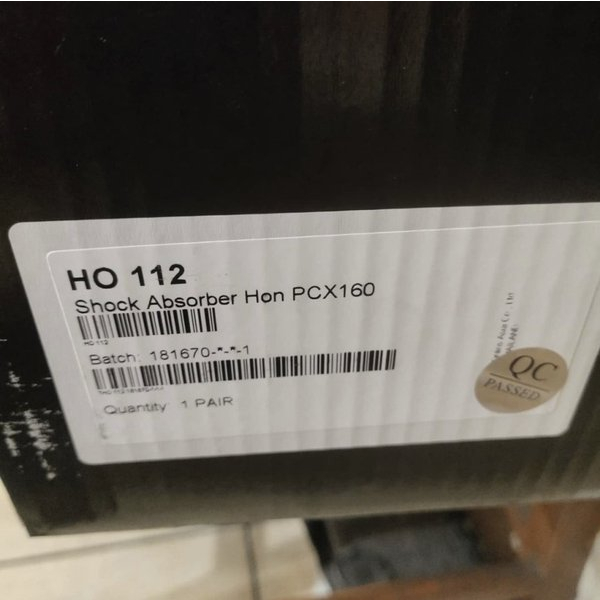 HO 112
Shock Absorber Hon PCX160
HO 112
Batch: 181670-*-*-1
Quantity: 1 PAIR
QC
PASSED